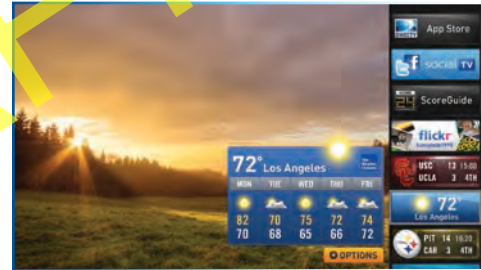 App Store
f social TV
ScoreGuide
flickr
USC 13 15:00
UCLA 3 4TH
72°
Los Angeles
PIT 14 16:20
CAR 3 4TH
72° Los Angeles
MON TUE WED THU FRI
82 70 75 72 74
70 68 65 66 72
OPTIONS